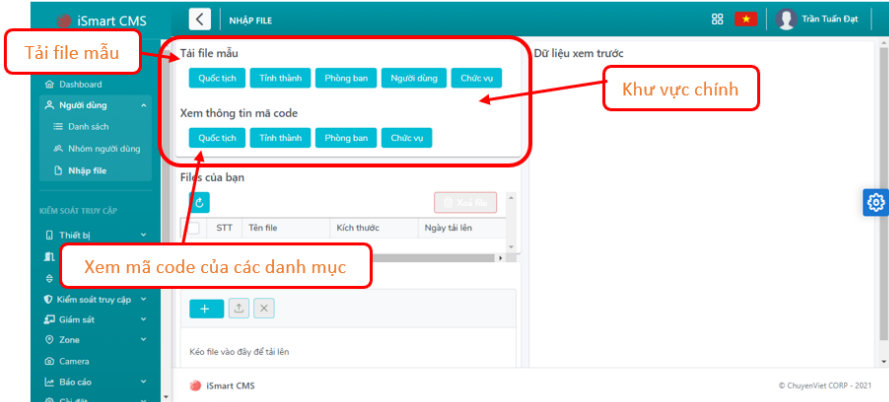 iSmart CMS
NHẬP FILE
Trần Tuấn Đạt
Tải file mẫu
Tải file mẫu
Dữ liệu xem trước
Quốc tịch
Tỉnh thành
Phòng ban
Người dùng
Chức vụ
Khư vực chính
Xem thông tin mã code
Quốc tịch
Tỉnh thành
Phòng ban
Chức vụ
Dashboard
Người dùng
Danh sách
Nhóm người dùng
Nhập file
KIỂM SOÁT TRUY CẬP
Thiết bị
Kiểm soát truy cập
Giám sát
Zone
Camera
Báo cáo
Cài đặt
Files của bạn
Xoá file
STT
Tên file
Kích thước
Ngày tải lên
Xem mã code của các danh mục
Kéo file vào đây để tải lên
iSmart CMS
© ChuyenViet CORP - 2021